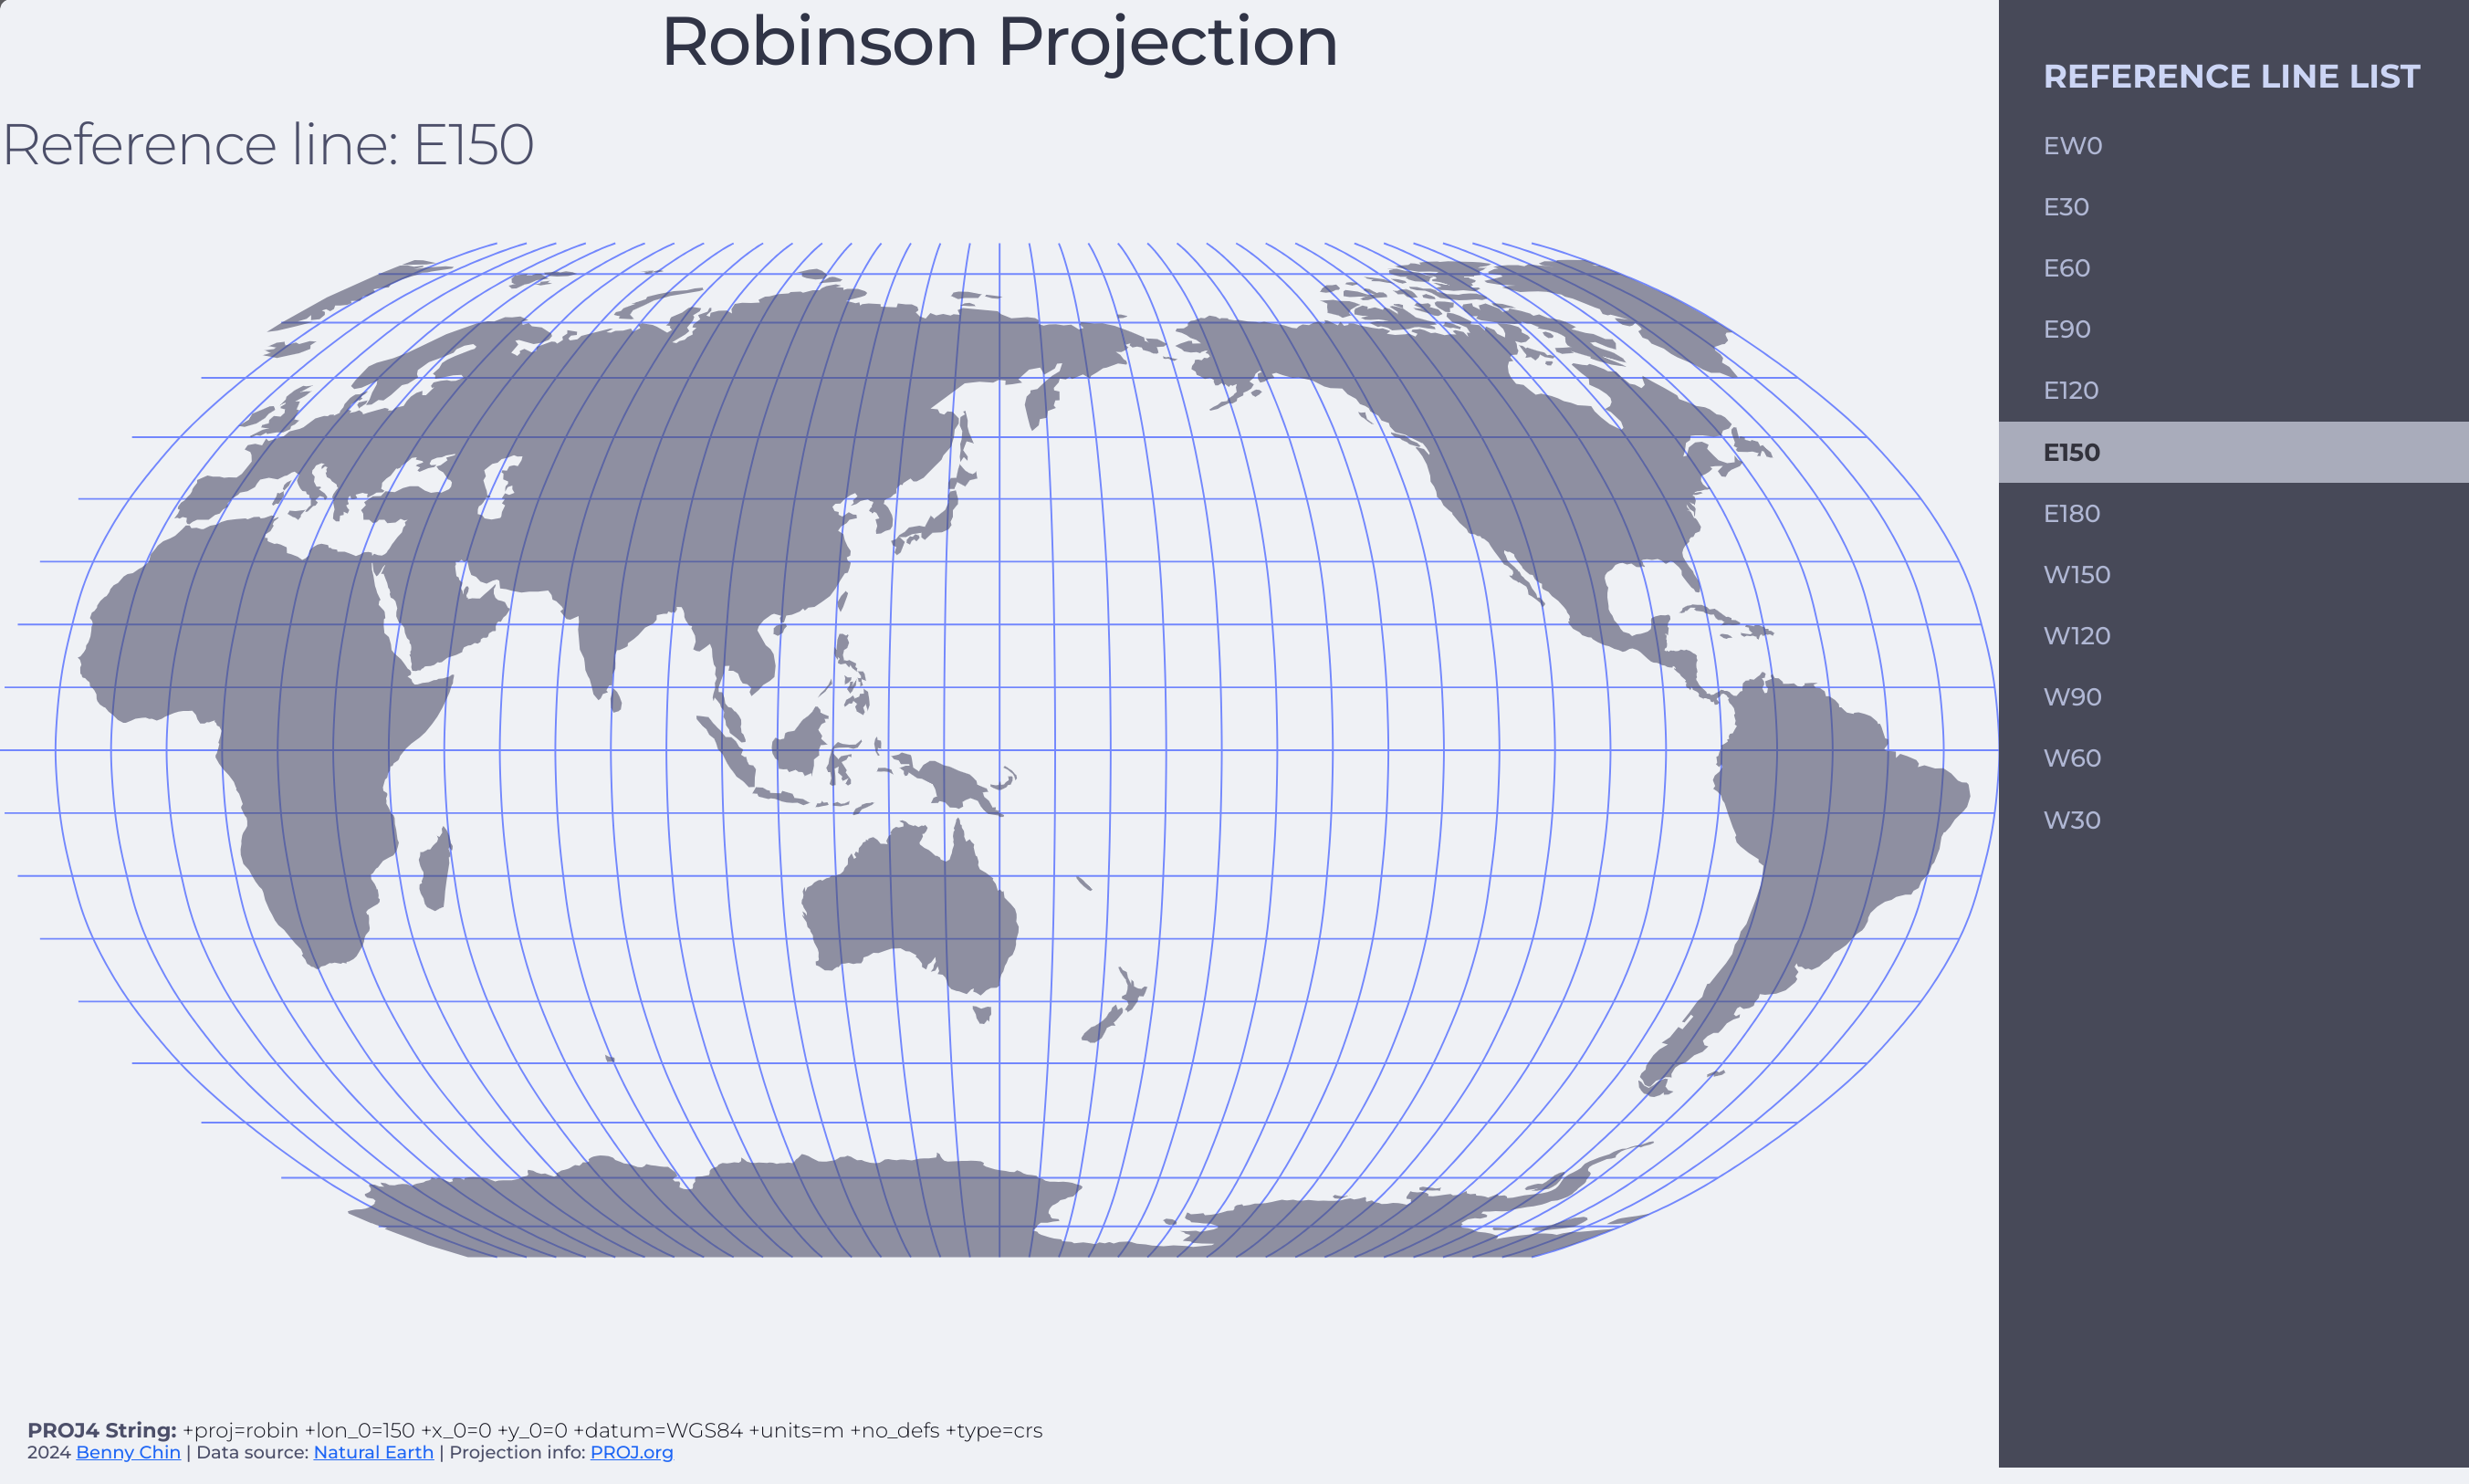 Robinson Projection
Reference line: E150
REFERENCE LINE LIST
EW0
E30
E60
E90
E120
E150
E180
W150
W120
W90
W60
W30
PROJ4 String: +proj=robin +lon_0=150 +x_0=0 +y_0=0 +datum=WGS84 +units=m +no_defs +type=crs
2024 Benny Chin | Data source: Natural Earth | Projection info: PROJ.org